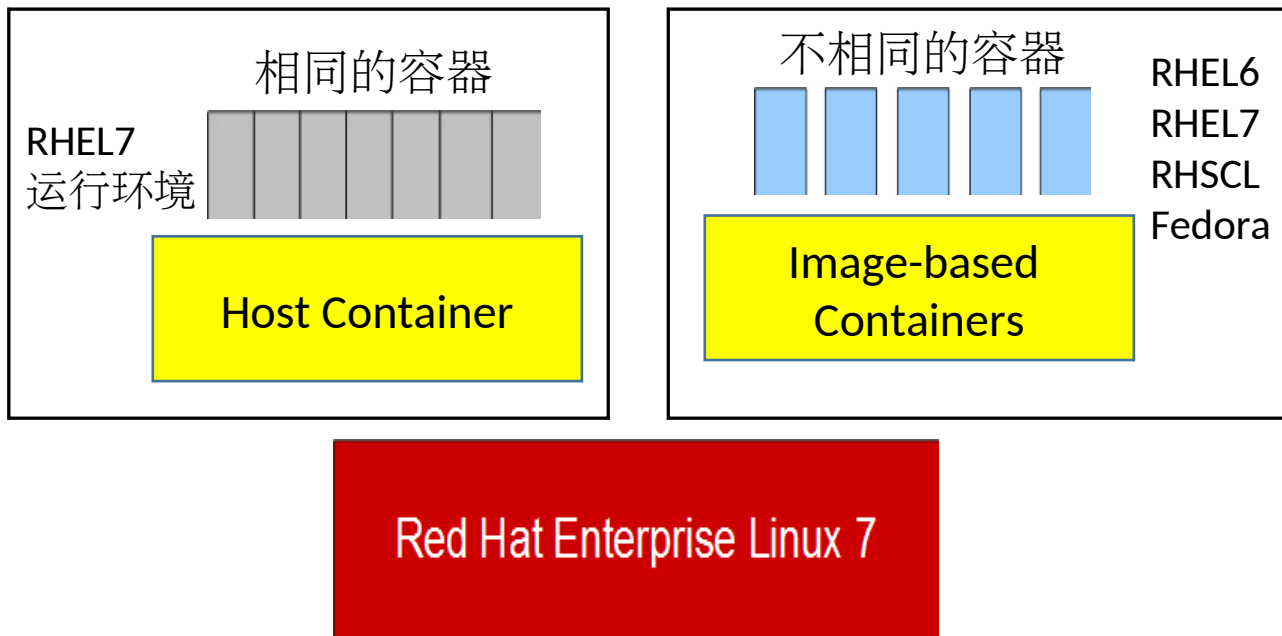 相同的容器
RHEL7
运行环境
Host Container
不相同的容器
RHEL6
RHEL7
RHSCL
Fedora
Image-based
Containers
Red Hat Enterprise Linux 7